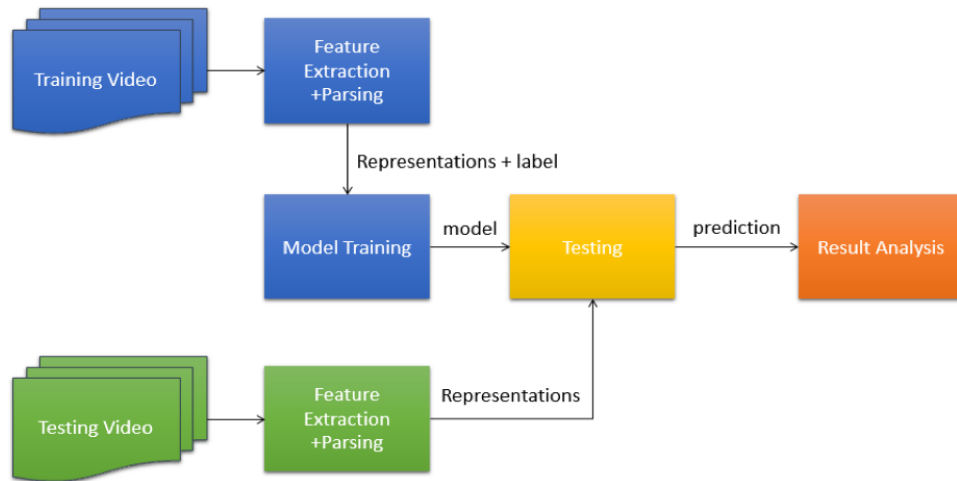 Training Video
Feature
Extraction
+Parsing
Representations + label
Model Training
model
Testing
prediction
Result Analysis
Testing Video
Feature
Extraction
+Parsing
Representations